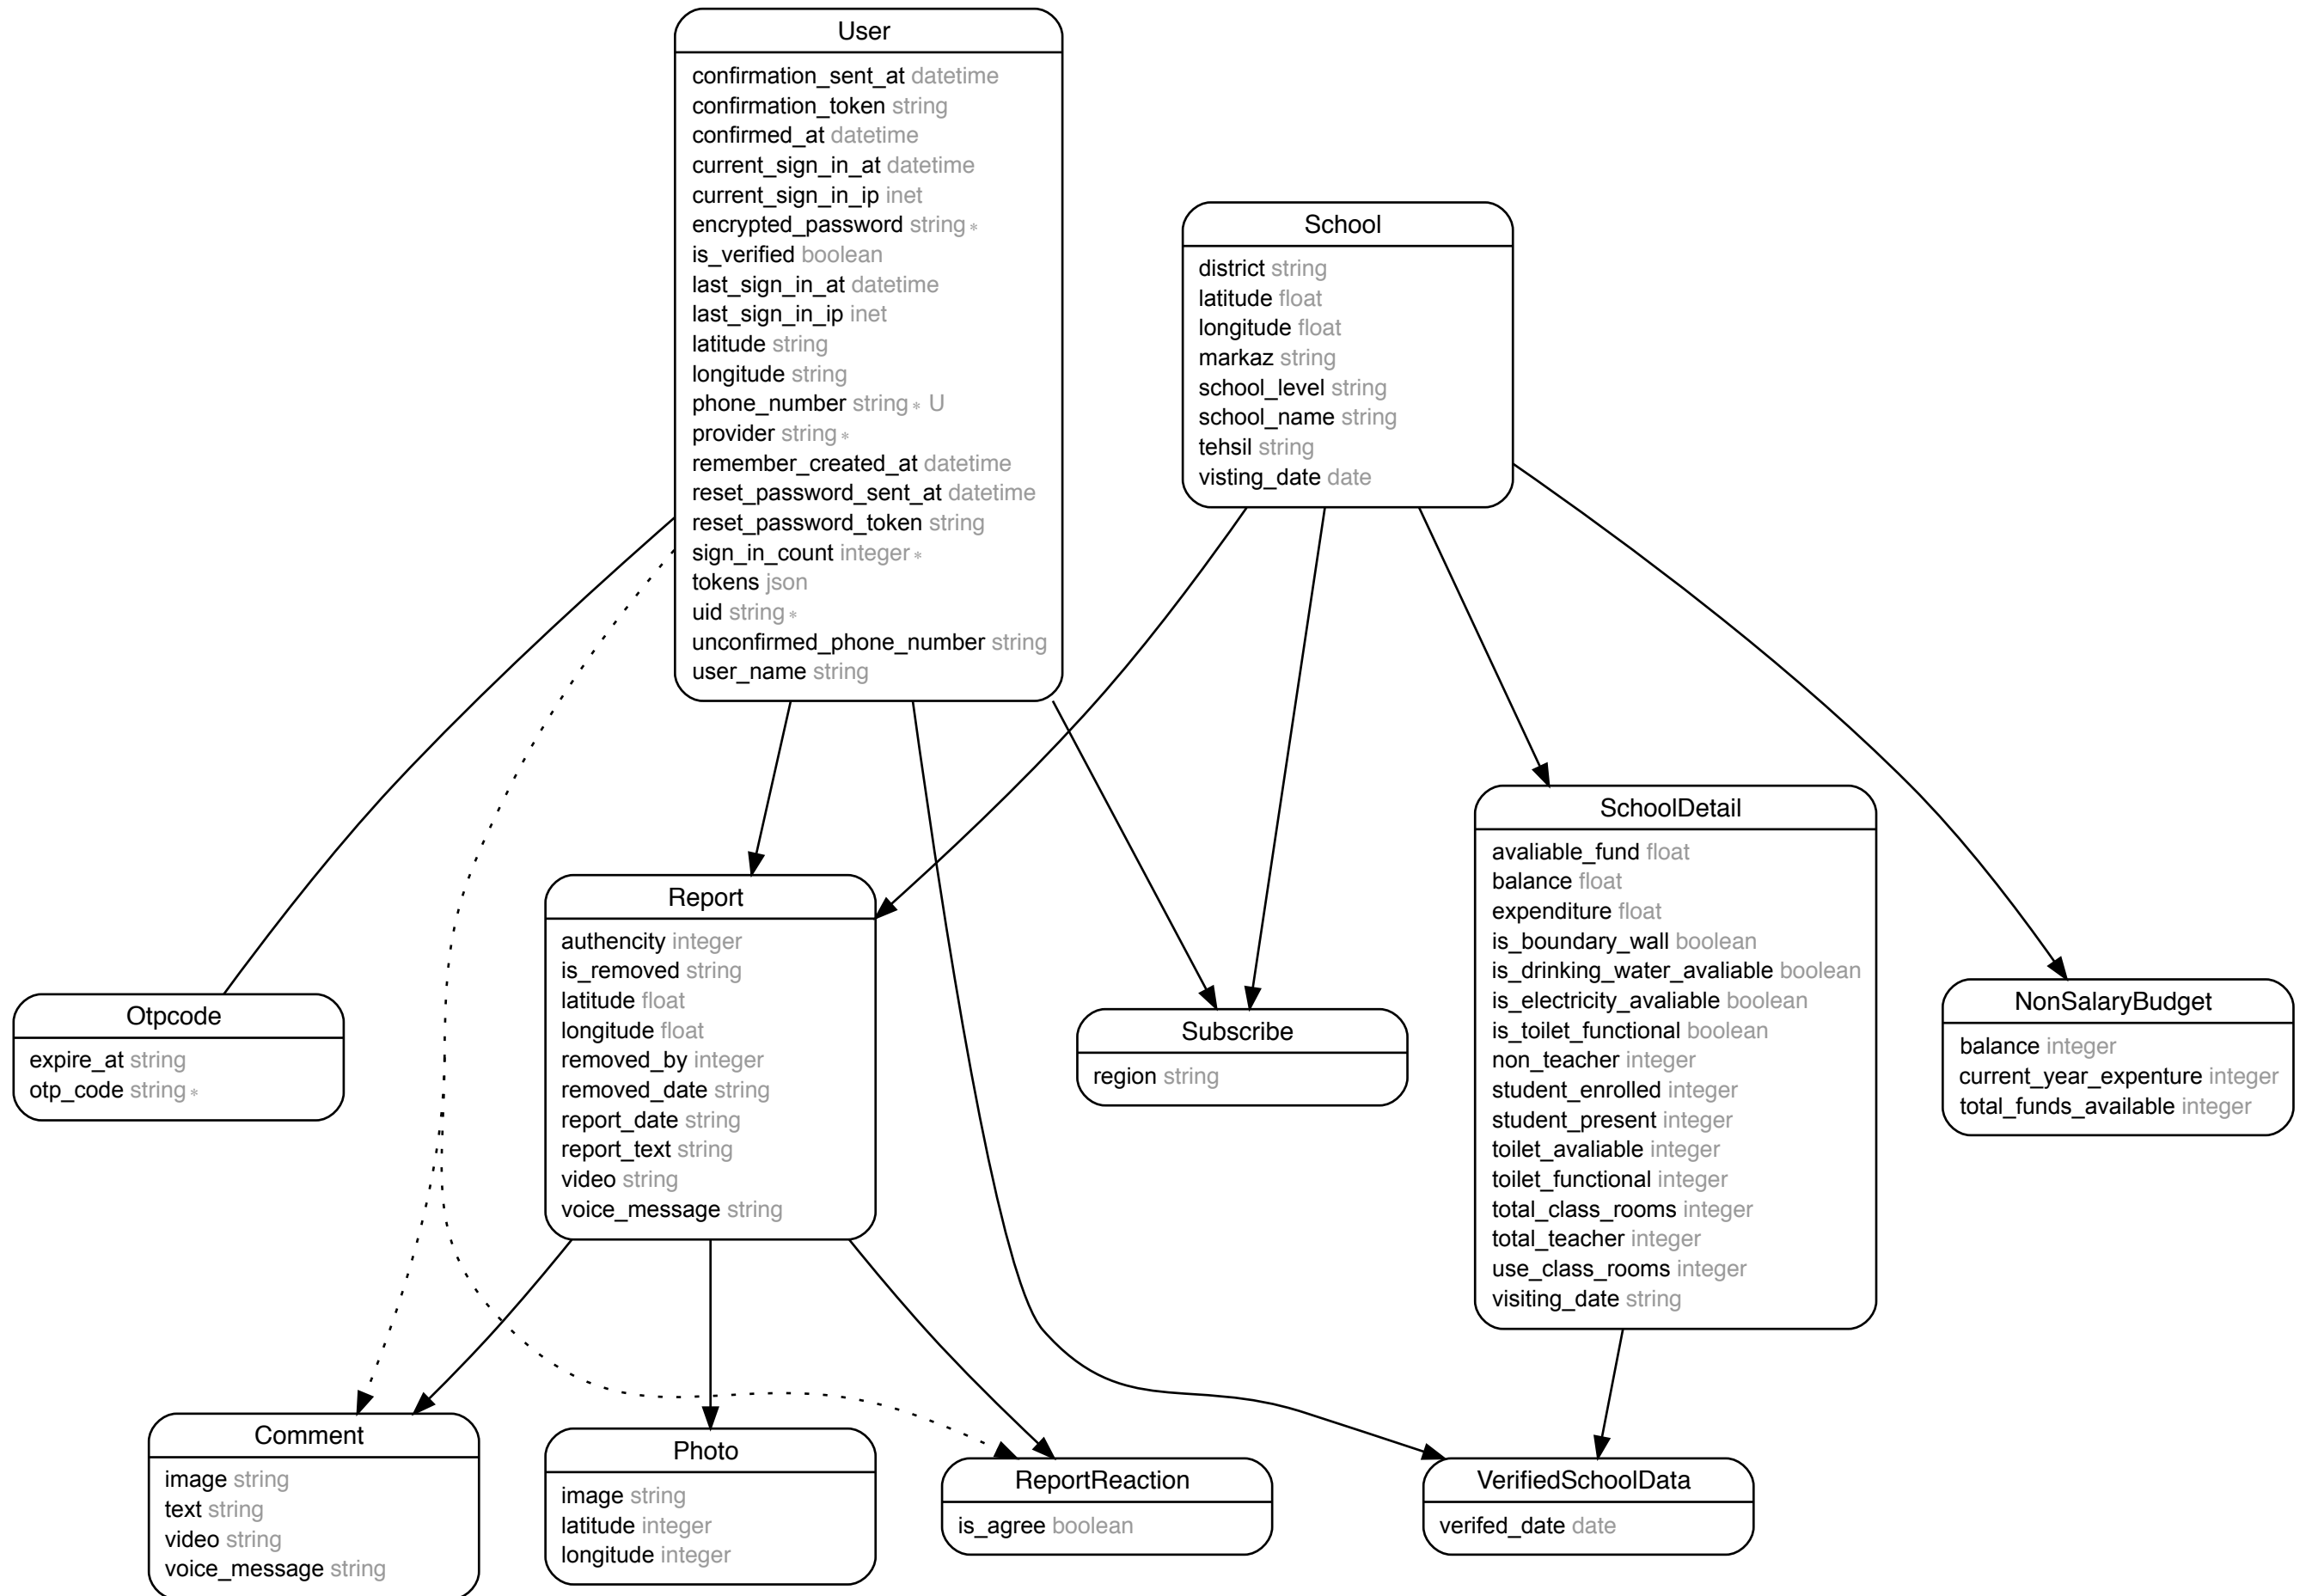 User
confirmation_sent_at datetime
confirmation_token string
confirmed_at datetime
current_sign_in_at datetime
current_sign_in_ip inet
encrypted_password string *
is_verified boolean
last_sign_in_at datetime
last_sign_in_ip inet
latitude string
longitude string
phone_number string * U
provider string *
remember_created_at datetime
reset_password_sent_at datetime
reset_password_token string
sign_in_count integer *
tokens json
uid string *
unconfirmed_phone_number string
user_name string
School
district string
latitude float
longitude float
markaz string
school_level string
school_name string
tehsil string
visting_date date
SchoolDetail
avaliable_fund float
balance float
expenditure float
is_boundary_wall boolean
is_drinking_water_avaliable boolean
is_electricity_avaliable boolean
is_toilet_functional boolean
non_teacher integer
student_enrolled integer
student_present integer
toilet_avaliable integer
toilet_functional integer
total_class_rooms integer
total_teacher integer
use_class_rooms integer
visiting_date string
Report
authencity integer
is_removed string
latitude float
longitude float
removed_by integer
removed_date string
report_date string
report_text string
video string
voice_message string
Otpcode
expire_at string
otp_code string *
Subscribe
region string
NonSalaryBudget
balance integer
current_year_expenture integer
total_funds_available integer
Comment
image string
text string
video string
voice_message string
Photo
image string
latitude integer
longitude integer
ReportReaction
is_agree boolean
VerifiedSchoolData
verifed_date date